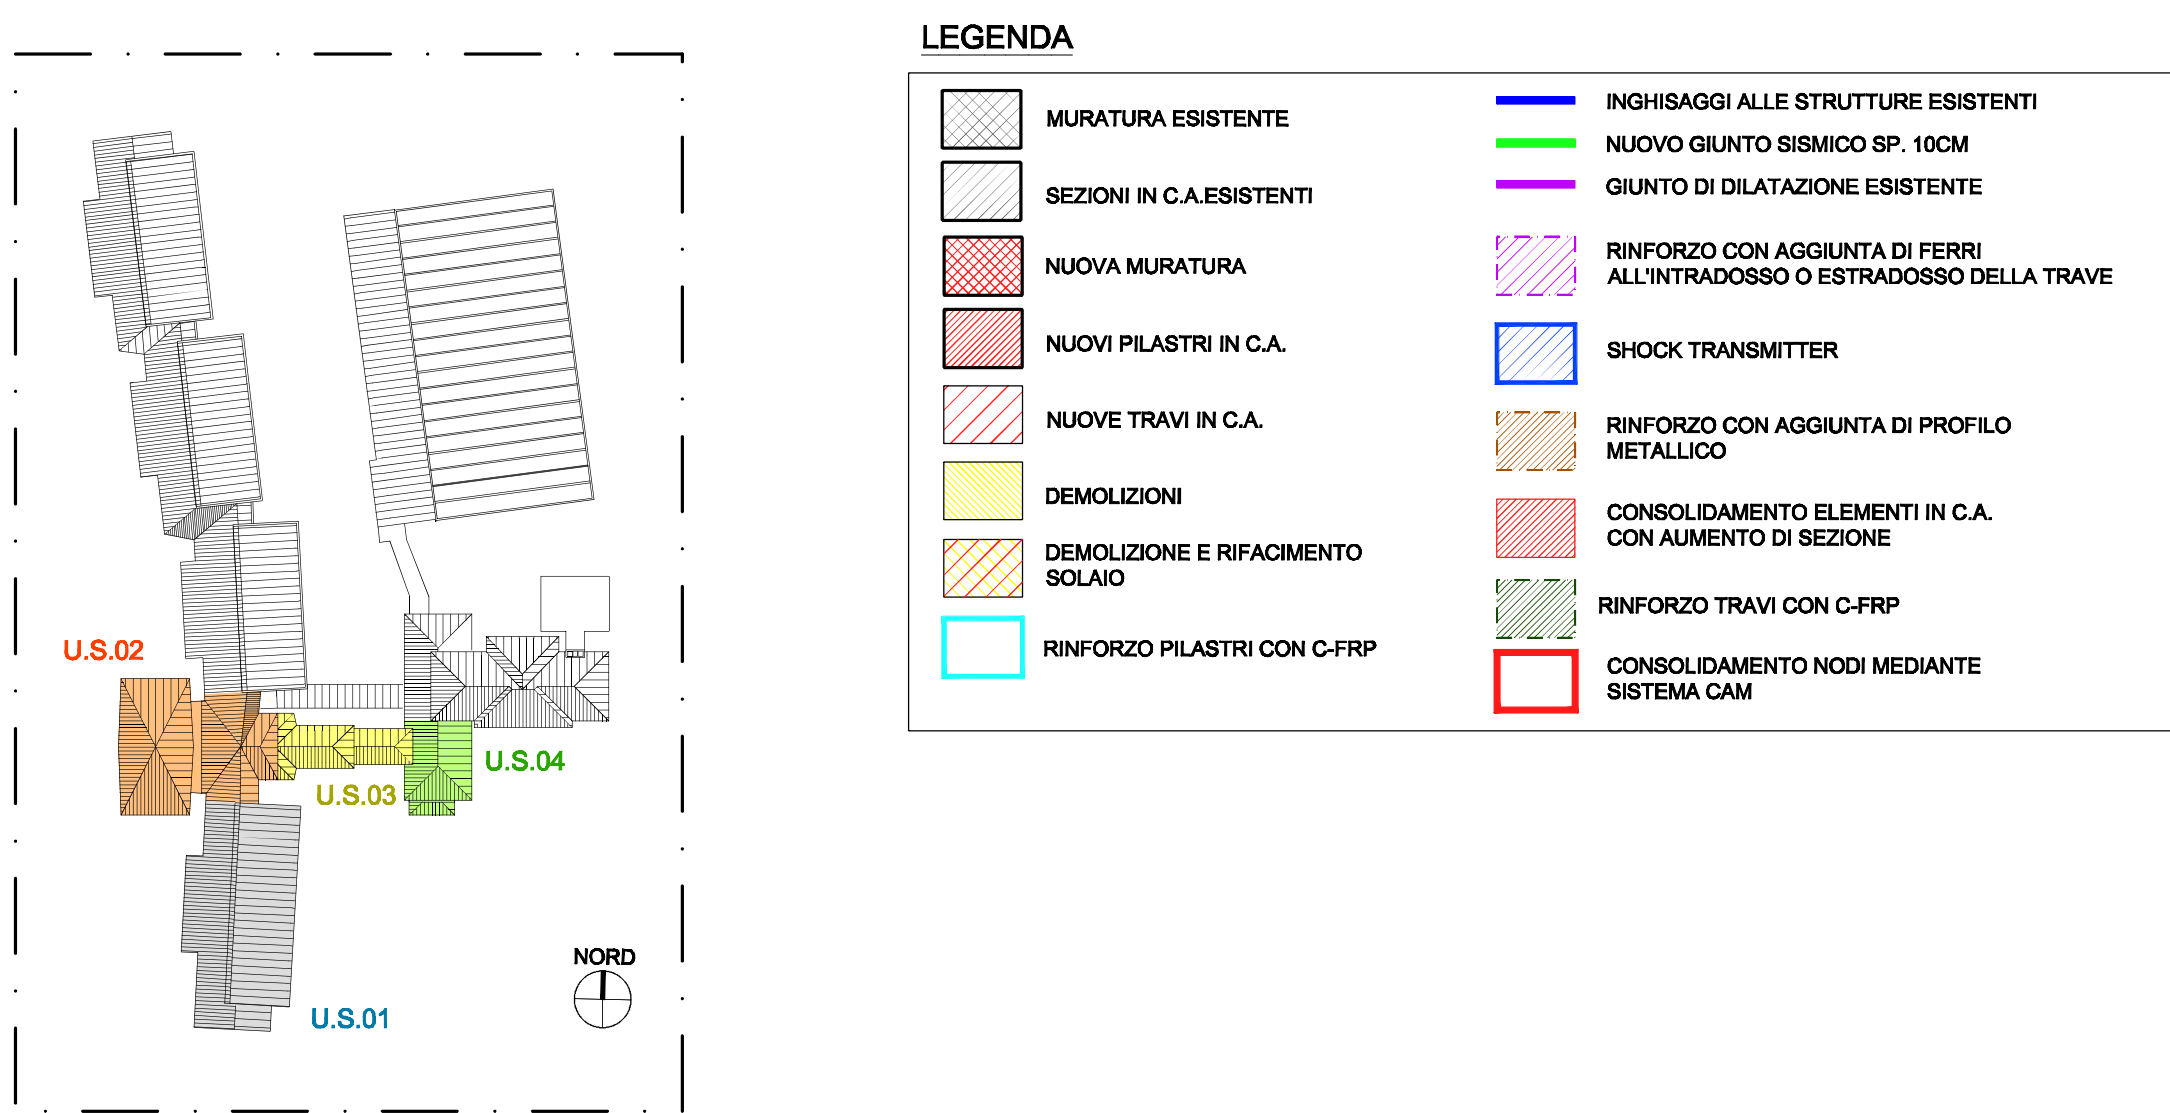 LEGENDA
MURATURA ESISTENTE
SEZIONI IN C.A.ESISTENTI
NUOVA MURATURA
NUOVI PILASTRI IN C.A.
NUOVE TRAVI IN C.A.
DEMOLIZIONI
DEMOLIZIONE E RIFACIMENTO
SOLAIO
RINFORZO PILASTRI CON C-FRP
INGHISAGGI ALLE STRUTTURE ESISTENTI
NUOVO GIUNTO SISMICO SP. 10CM
GIUNTO DI DILATAZIONE ESISTENTE
RINFORZO CON AGGIUNTA DI FERRI
ALL'INTRADOSSO O ESTRADOSSO DELLA TRAVE
SHOCK TRANSMITTER
RINFORZO CON AGGIUNTA DI PROFILO
METALLICO
CONSOLIDAMENTO ELEMENTI IN C.A.
CON AUMENTO DI SEZIONE
RINFORZO TRAVI CON C-FRP
CONSOLIDAMENTO NODI MEDIANTE
SISTEMA CAM
U.S.02
U.S.04
U.S.03
NORD
U.S.01